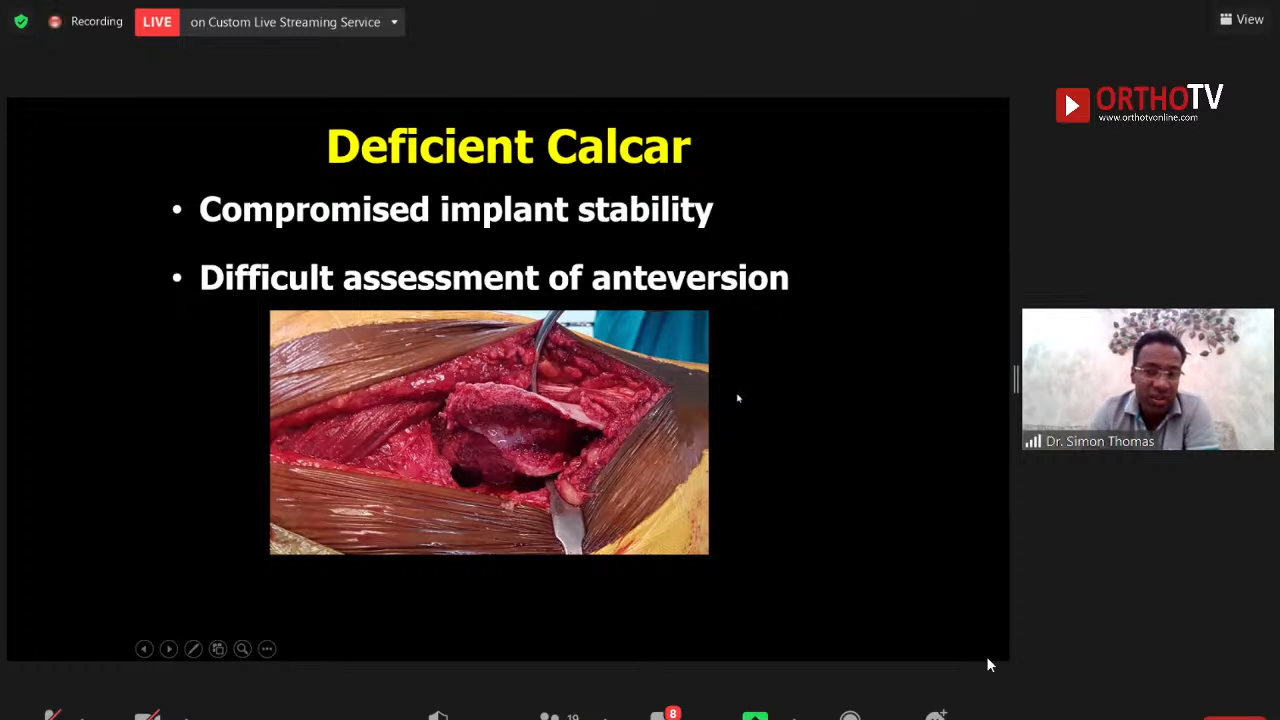 Recording
LIVE on Custom Live Streaming Service
View
ORTHOTV
www.orthotvonline.com
Deficient Calcar
• Compromised implant stability
• Difficult assessment of anteversion
Dr. Simon Thomas
19
8